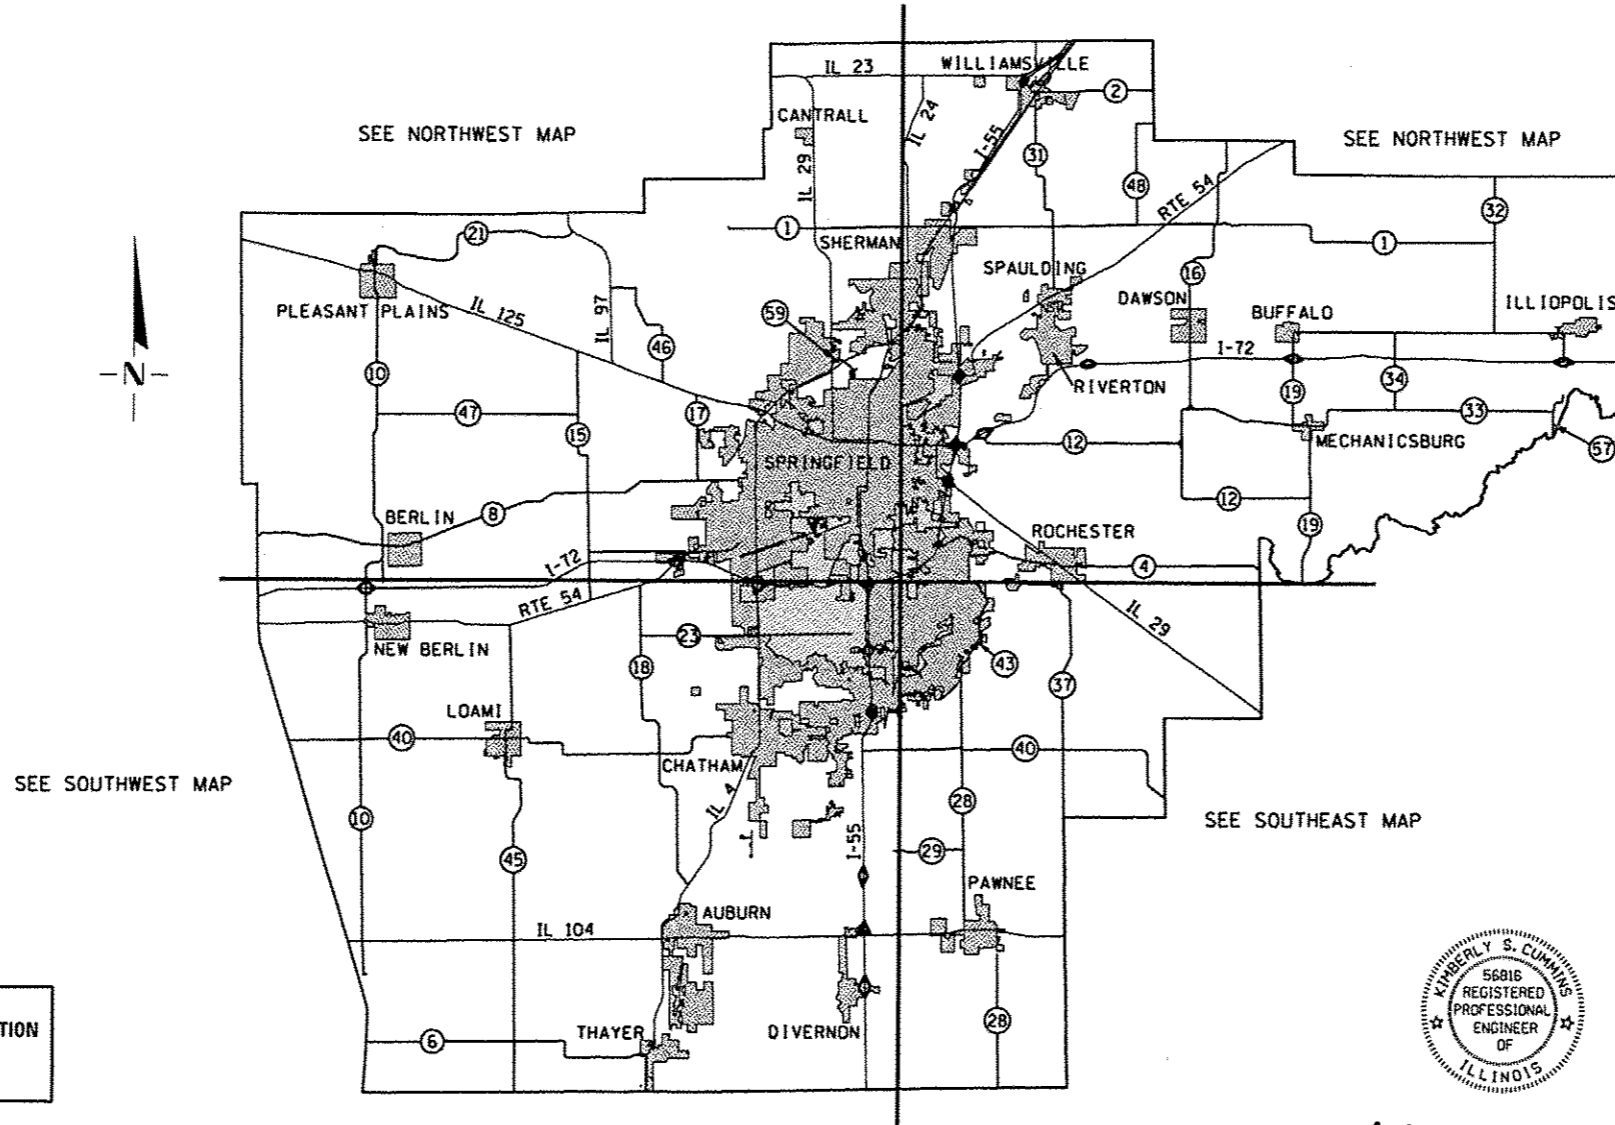 WILLIAMSVILLE
IL 23
2
CANTRALL
IL 24
SEE NORTHWEST MAP
I-55
SEE NORTHWEST MAP
31
IL 29
48
RTE 54
32
21
1
SHERMAN
1
SPAULDING
16
PLEASANT PLAINS
IL 125
IL 97
59
DAWSON
BUFFALO
ILLIOPOLIS
46
I-72
-N-
10
RIVERTON
19
34
47
17
33
15
12
MECHANICSBURG
57
SPRINGFIELD
12
BERLIN
8
ROCHESTER
19
I-72
4
RTE 54
IL 29
NEW BERLIN
23
18
43
37
LOAMI
40
40
CHATHAM
SEE SOUTHWEST MAP
IL 4
28
10
SEE SOUTHEAST MAP
I-55
29
45
PAWNEE
AUBURN
IL 104
TION
THAYER
DIVERNON
28
6
KIMBERLY S. CUMMINS
56816
REGISTERED
PROFESSIONAL
ENGINEER
OF
ILLINOIS